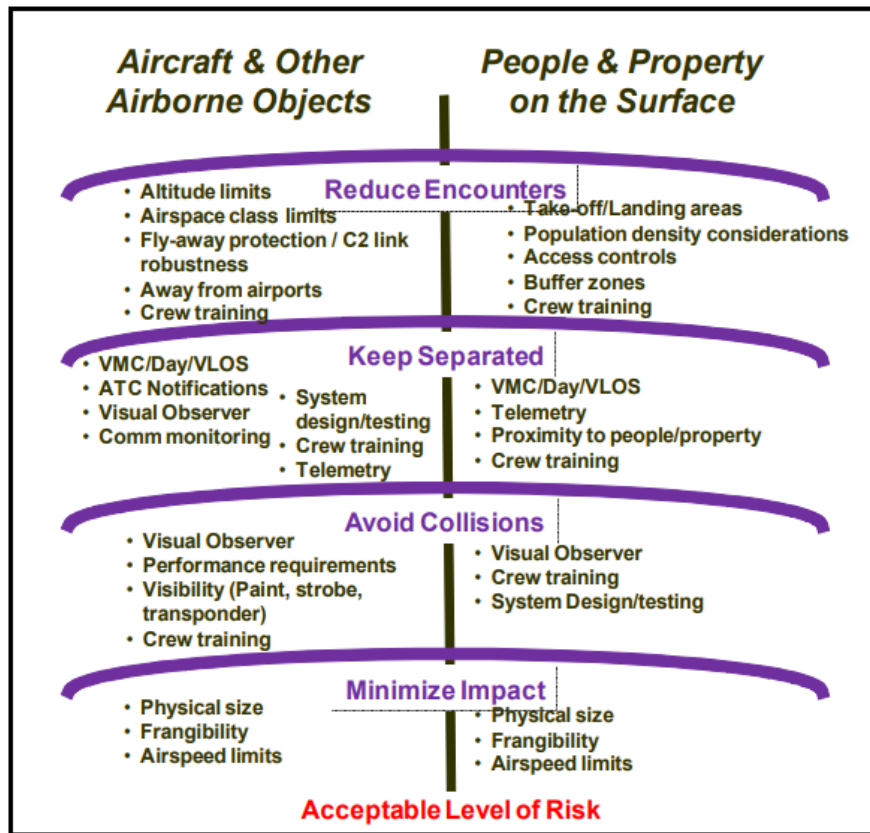 Aircraft & Other
Airborne Objects
People & Property
on the Surface
Reduce Encounters
• Altitude limits
• Airspace class limits
• Fly-away protection / C2 link
robustness
• Away from airports
• Crew training
• Take-off/Landing areas
• Population density considerations
• Access controls
• Buffer zones
• Crew training
Keep Separated
• VMC/Day/VLOS
• ATC Notifications
• Visual Observer
• Comm monitoring
• System
design/testing
• Crew training
• Telemetry
• VMC/Day/VLOS
• Telemetry
• Proximity to people/property
• Crew training
Avoid Collisions
• Visual Observer
• Performance requirements
• Visibility (Paint, strobe,
transponder)
• Crew training
• Visual Observer
• Crew training
• System Design/testing
Minimize Impact
• Physical size
• Frangibility
• Airspeed limits
• Physical size
• Frangibility
• Airspeed limits
Acceptable Level of Risk